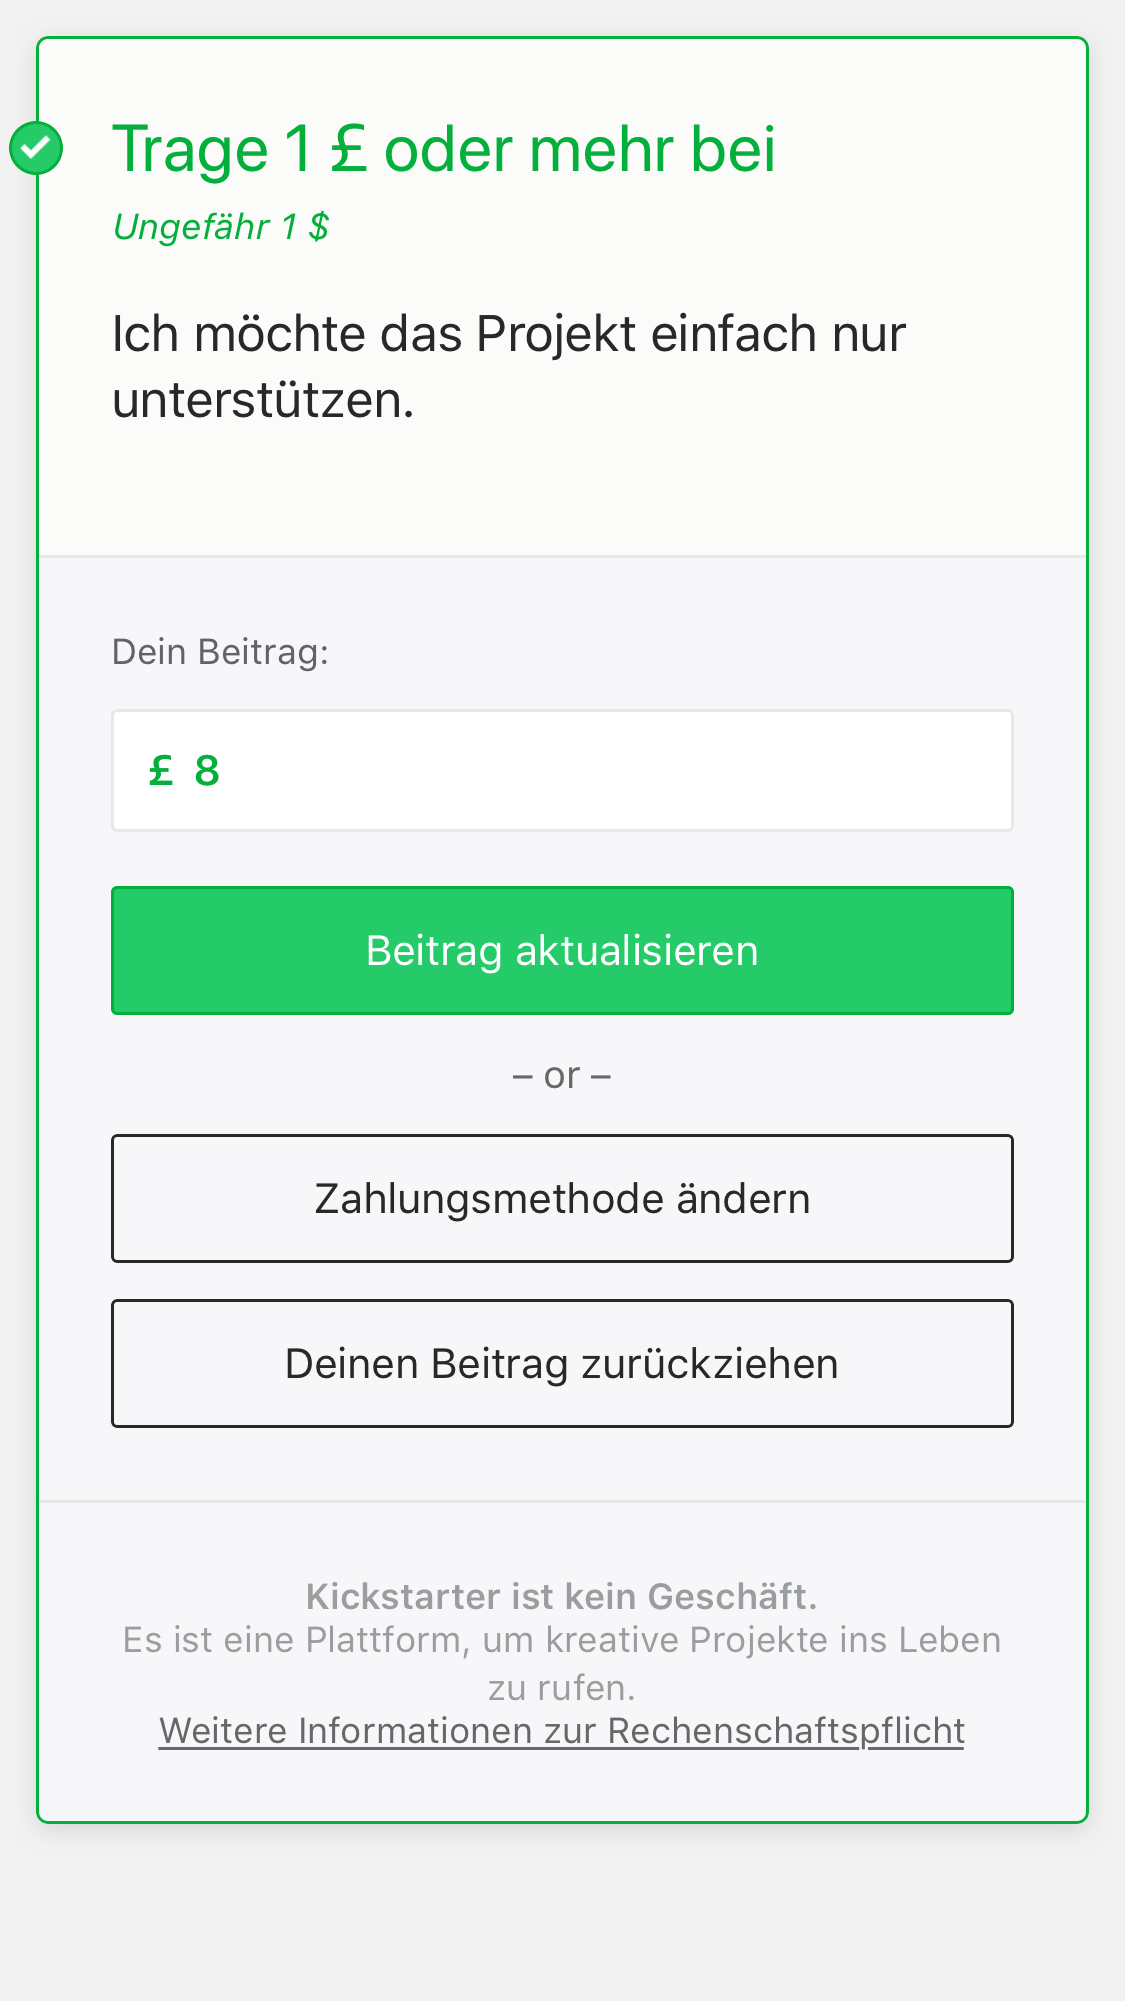 Trage 1 £ oder mehr bei
Ungefähr 1 $
Ich möchte das Projekt einfach nur
unterstützen.
Dein Beitrag:
£ 8
Beitrag aktualisieren
– or –
Zahlungsmethode ändern
Deinen Beitrag zurückziehen
Kickstarter ist kein Geschäft.
Es ist eine Plattform, um kreative Projekte ins Leben
zu rufen.
Weitere Informationen zur Rechenschaftspflicht